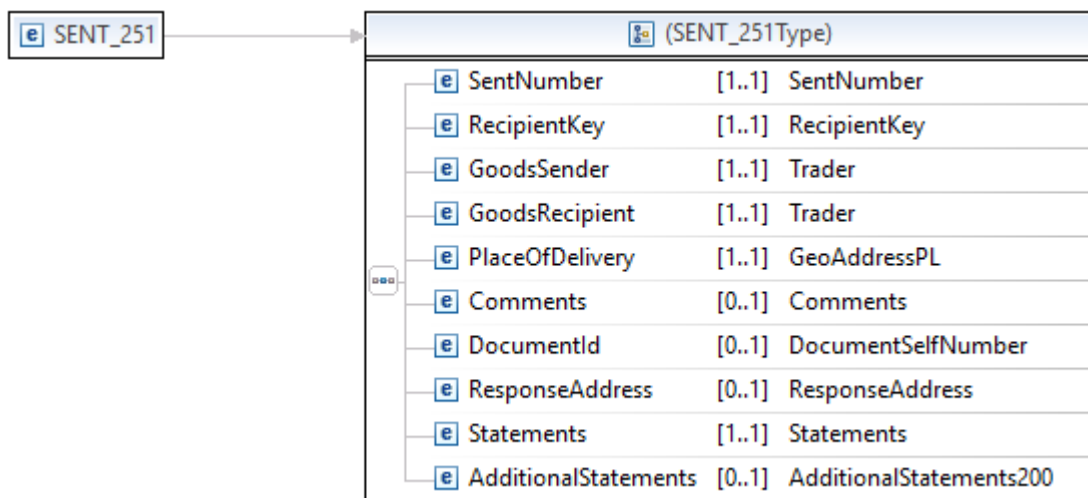 SENT_251
(SENT_251Type)
SentNumber [1..1] SentNumber
RecipientKey [1..1] RecipientKey
GoodsSender [1..1] Trader
GoodsRecipient [1..1] Trader
PlaceOfDelivery [1..1] GeoAddressPL
Comments [0..1] Comments
DocumentId [0..1] DocumentSelfNumber
ResponseAddress [0..1] ResponseAddress
Statements [1..1] Statements
AdditionalStatements [0..1] AdditionalStatements200